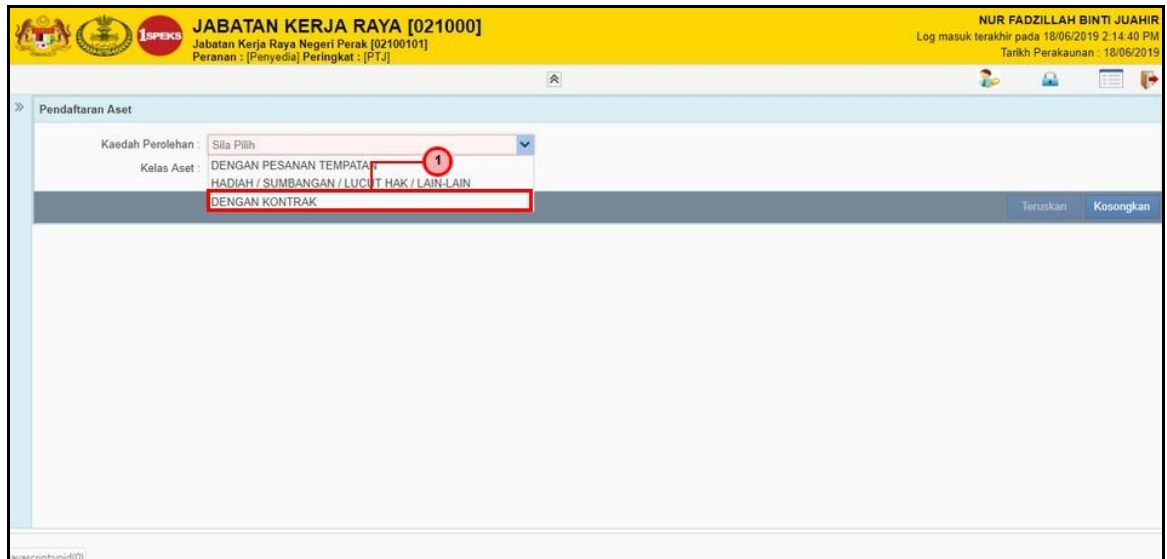 1SPEKS
JABATAN KERJA RAYA [021000]
Jabatan Kerja Raya Negeri Perak [02100101]
Peranan : [Penyedia] Peringkat : [PTJ]
NUR FADZILLAH BINTI JUAHIR
Log masuk terakhir pada 18/06/2019 2:14:40 PM
Tarikh Perakaunan : 18/06/2019
Pendaftaran Aset
Kaedah Perolehan : Sila Pilih
Kelas Aset :
DENGAN PESANAN TEMPATAN
1
HADIAH / SUMBANGAN / LUCUT HAK / LAIN-LAIN
DENGAN KONTRAK
Teruskan Kosongkan